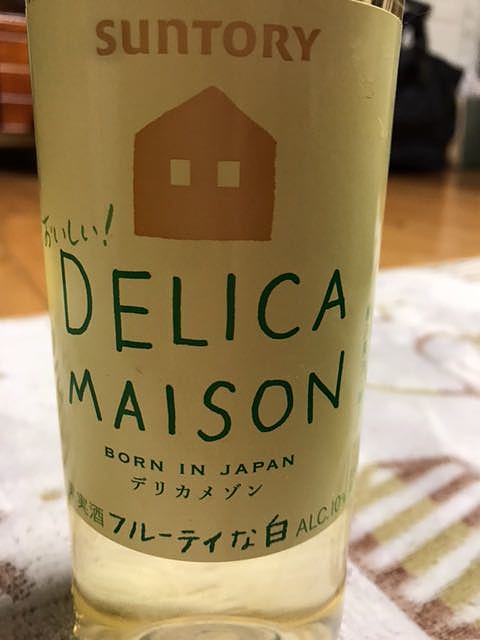 SUNTORY
おいしい!
DELICA
MAISON
BORN IN JAPAN
デリカメゾン
果実酒 フルーティな白 ALC.10%